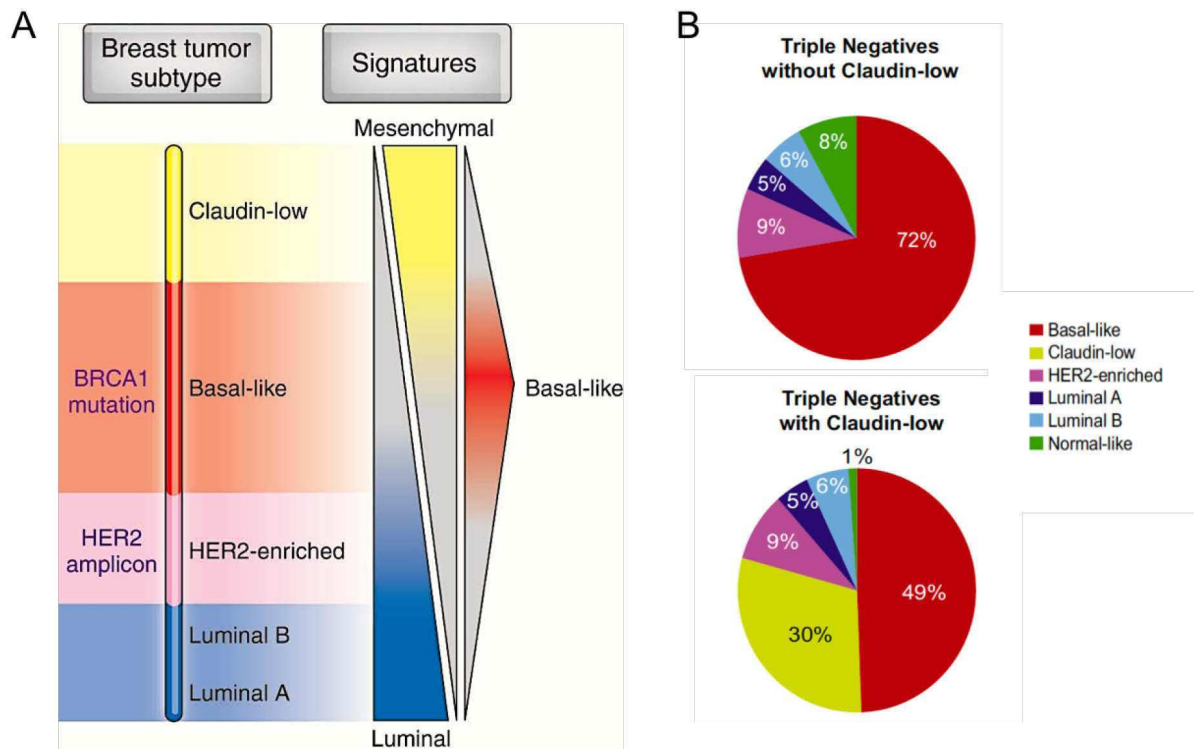 A
Breast tumor
subtype
Signatures
Mesenchymal
Claudin-low
BRCA1
mutation
Basal-like
Basal-like
HER2
amplicon
HER2-enriched
Luminal B
Luminal A
Luminal
B
Triple Negatives
without Claudin-low
8%
6%
5%
9%
72%
Basal-like
Claudin-low
HER2-enriched
Luminal A
Luminal B
Normal-like
Triple Negatives
with Claudin-low
1%
6%
5%
9%
49%
30%